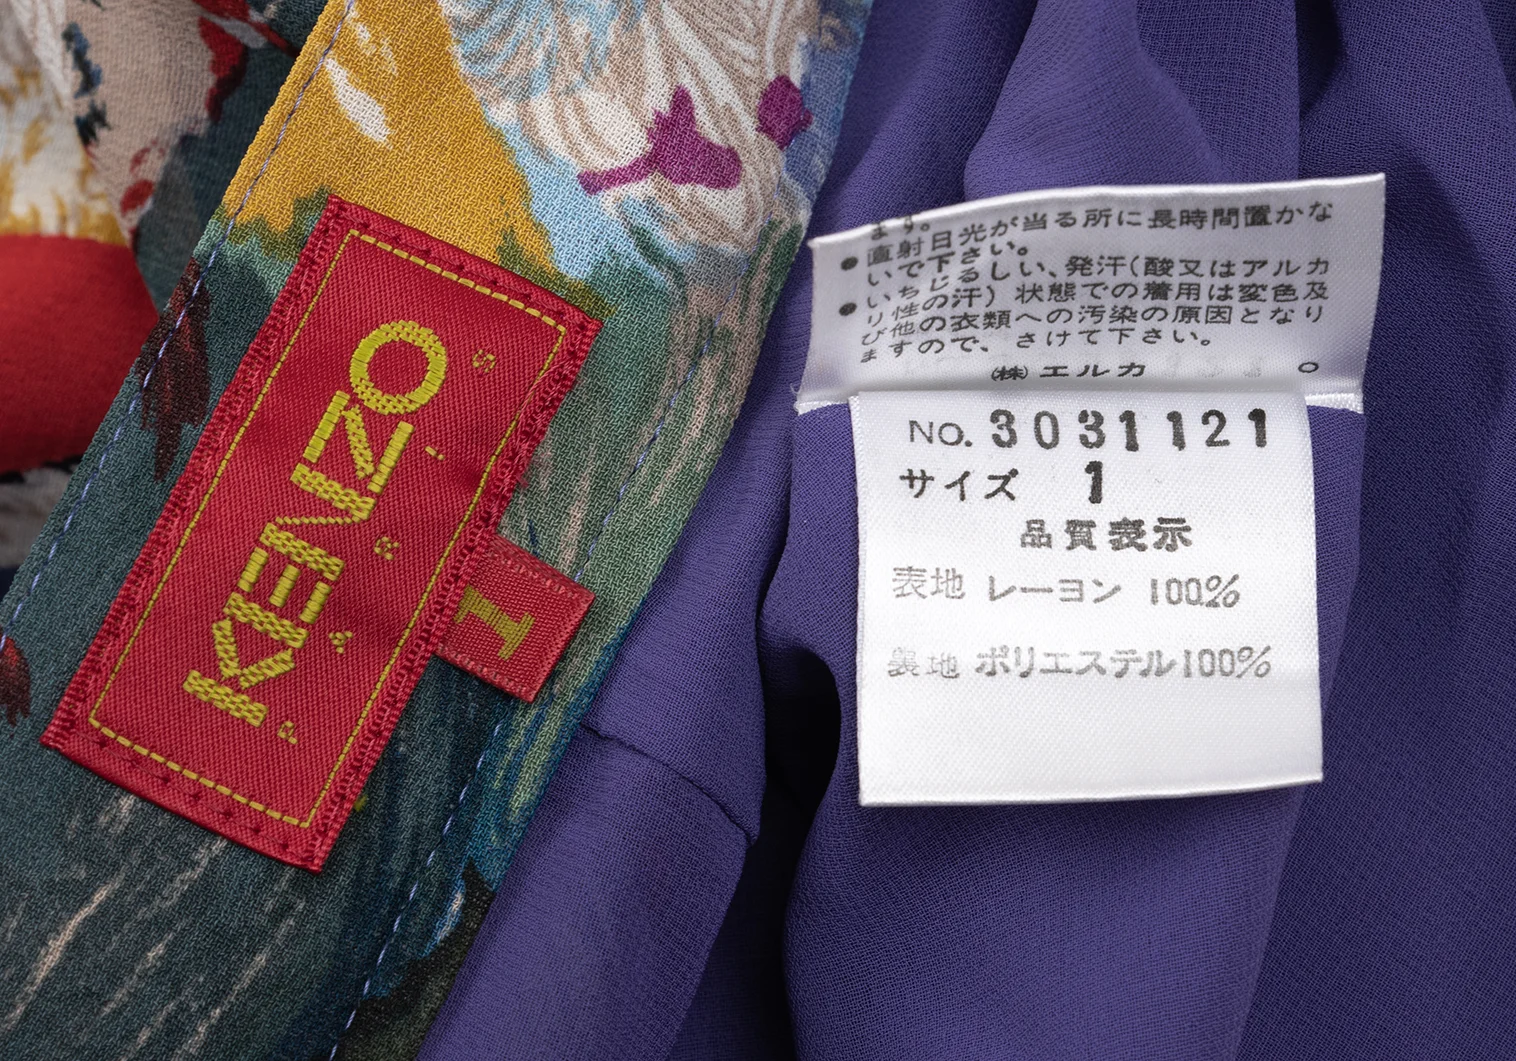 KENZO
PARIS
1
ます。
●直射日光が当る所に長時間置かな
いで下さい。
●いちじるしい、発汗(酸又はアルカ
リ性の汗)状態での着用は変色及
び他の衣類への汚染の原因となり
ますので、さけて下さい。
㈱エルカ
NO. 3031121
サイズ 1
品質表示
表地 レーヨン 100%
裏地 ポリエステル100%